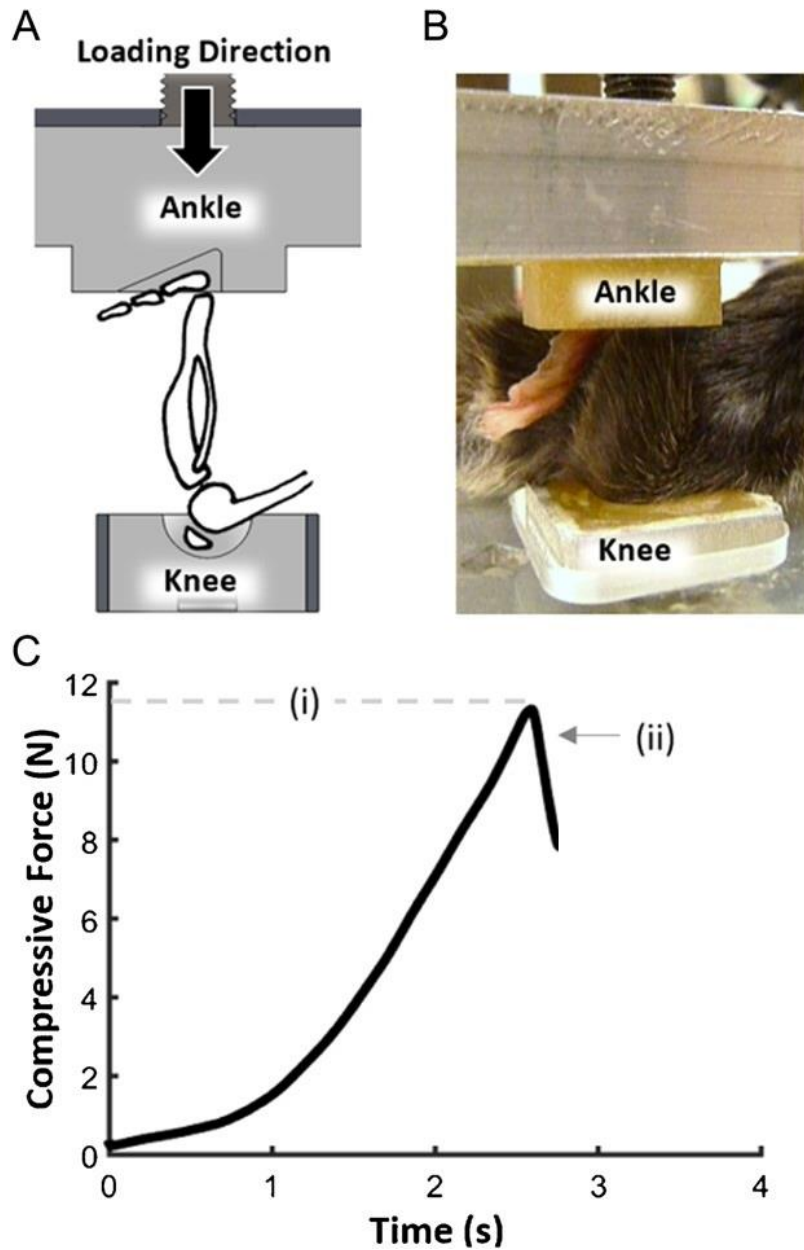 A
Loading Direction
Ankle
Knee
B
Ankle
Knee
C
Compressive Force (N)
12
10
8
6
4
2
0
(i)
(ii)
0 1 2 3 4
Time (s)